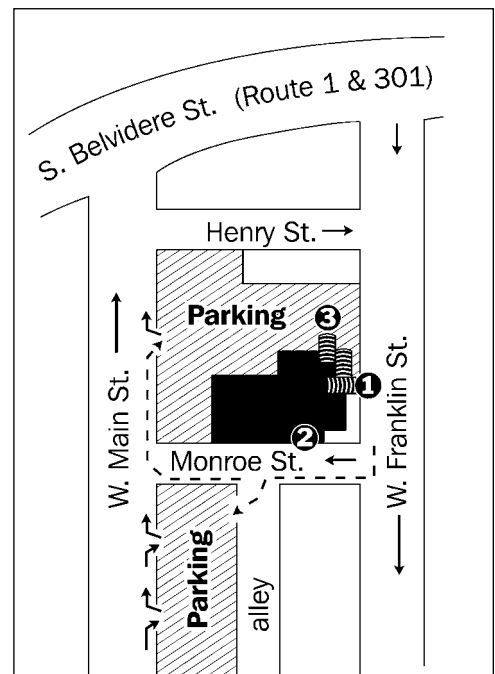 S. Belvidere St. (Route 1 & 301)
Henry St.
Parking
3
1
2
W. Main St.
W. Franklin St.
Monroe St.
Parking
alley